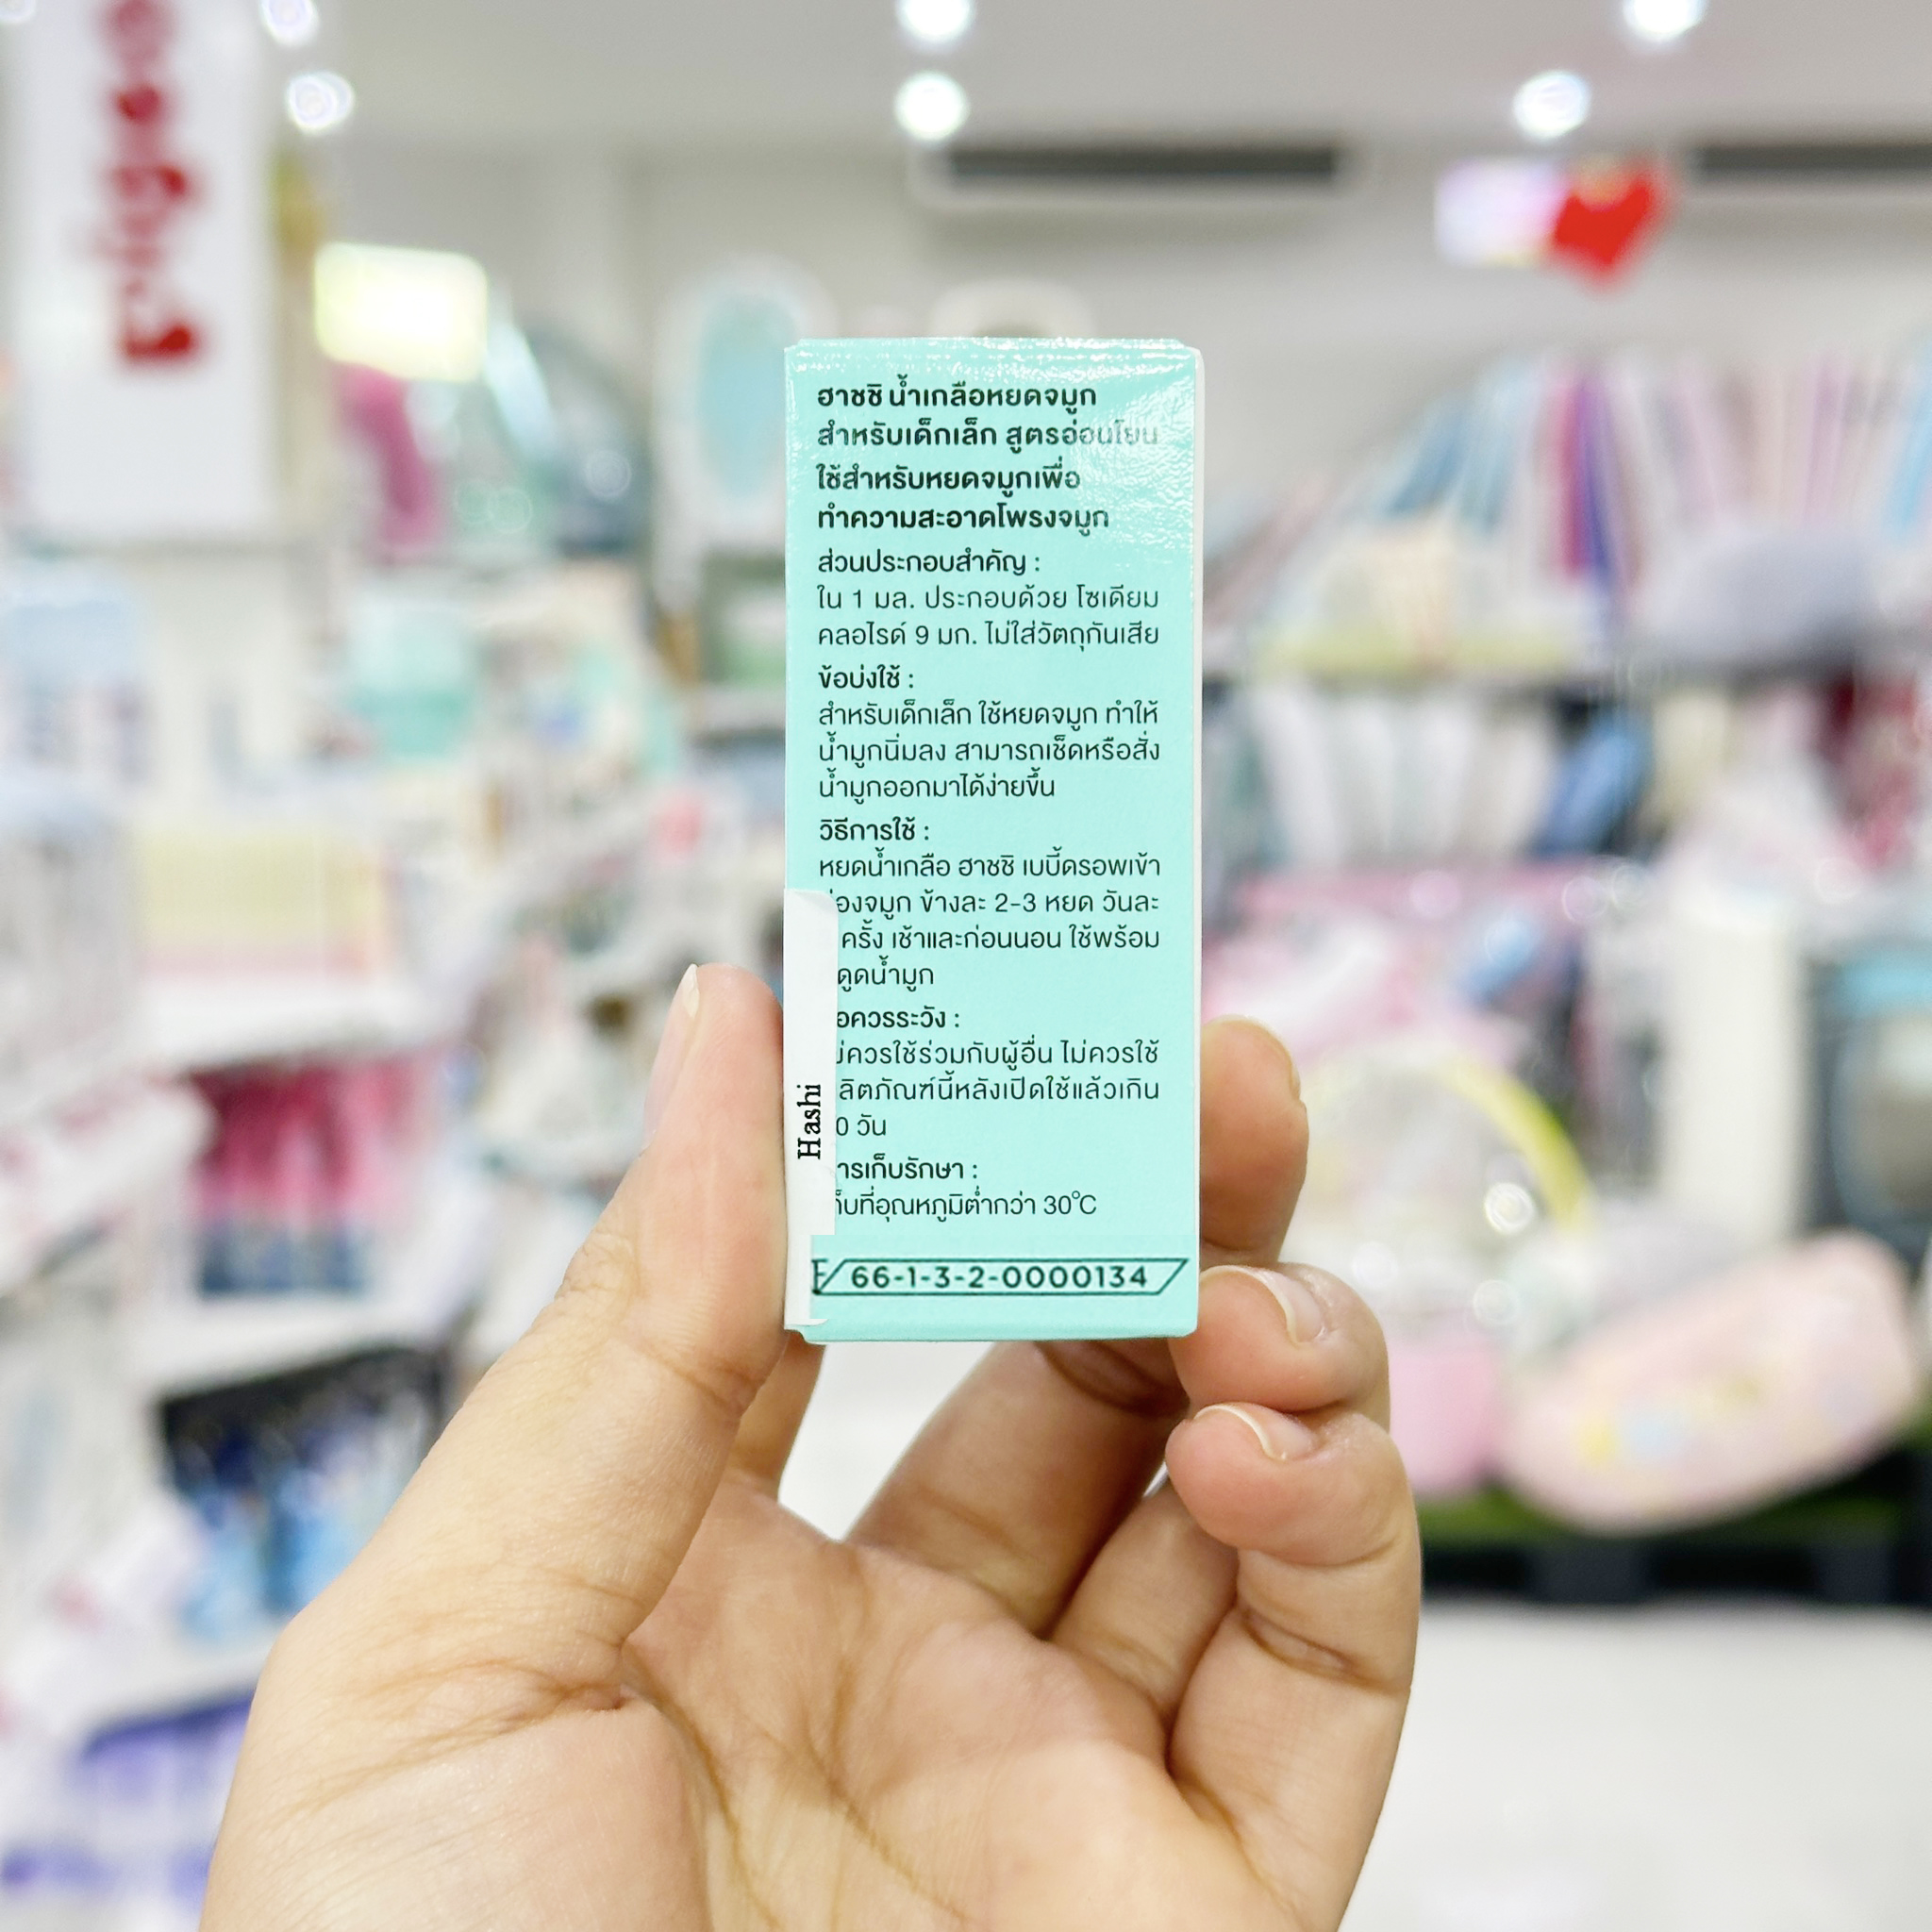 ฮาชชิ น้ำเกลือหยดจมูก
สำหรับเด็กเล็ก สูตรอ่อนโยน
ใช้สำหรับหยดจมูกเพื่อ
ทำความสะอาดโพรงจมูก
ส่วนประกอบสำคัญ :
ใน 1 มล. ประกอบด้วย โซเดียม
คลอไรด์ 9 มก. ไม่ใส่วัตถุกันเสีย
ข้อบ่งใช้ :
สำหรับเด็กเล็ก ใช้หยดจมูก ทำให้
น้ำมูกนิ่มลง สามารถเช็ดหรือสั่ง
น้ำมูกออกมาได้ง่ายขึ้น
วิธีการใช้ :
หยดน้ำเกลือ ฮาชชิ เบบี้ดรอพเข้า
่องจมูก ข้างละ 2-3 หยด วันละ
ครั้ง เช้าและก่อนนอน ใช้พร้อม
ดูดน้ำมูก
อควรระวัง :
ควรใช้ร่วมกับผู้อื่น ไม่ควรใช้
ลิตภัณฑ์นี้หลังเปิดใช้แล้วเกิน
0 วัน
ารเก็บรักษา :
ก็บที่อุณหภูมิต่ำกว่า 30°C
66-1-3-2-0000134
Hashi